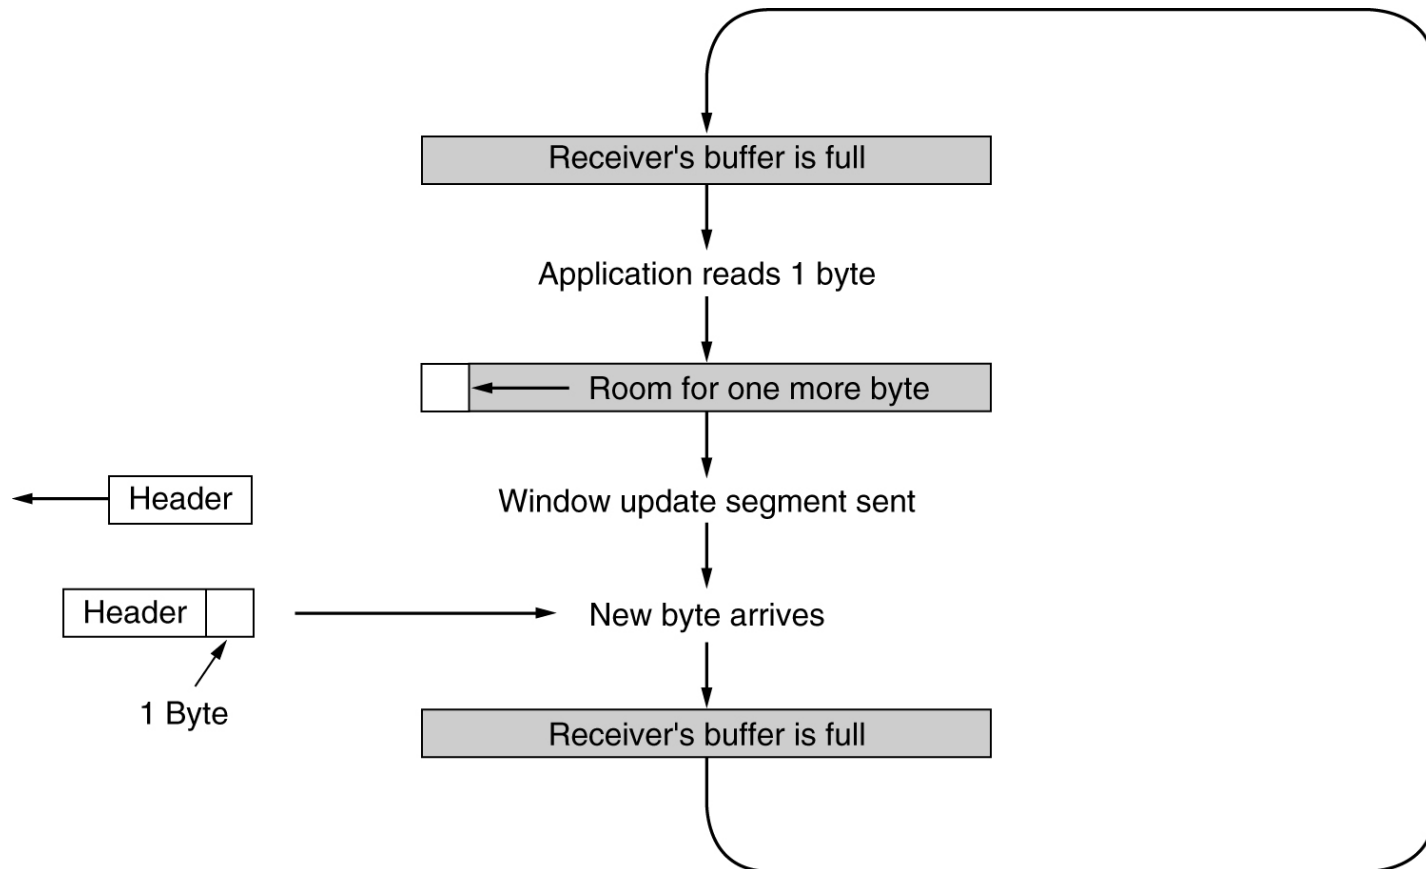 Receiver's buffer is full
Application reads 1 byte
Room for one more byte
Header
Window update segment sent
Header
New byte arrives
1 Byte
Receiver's buffer is full